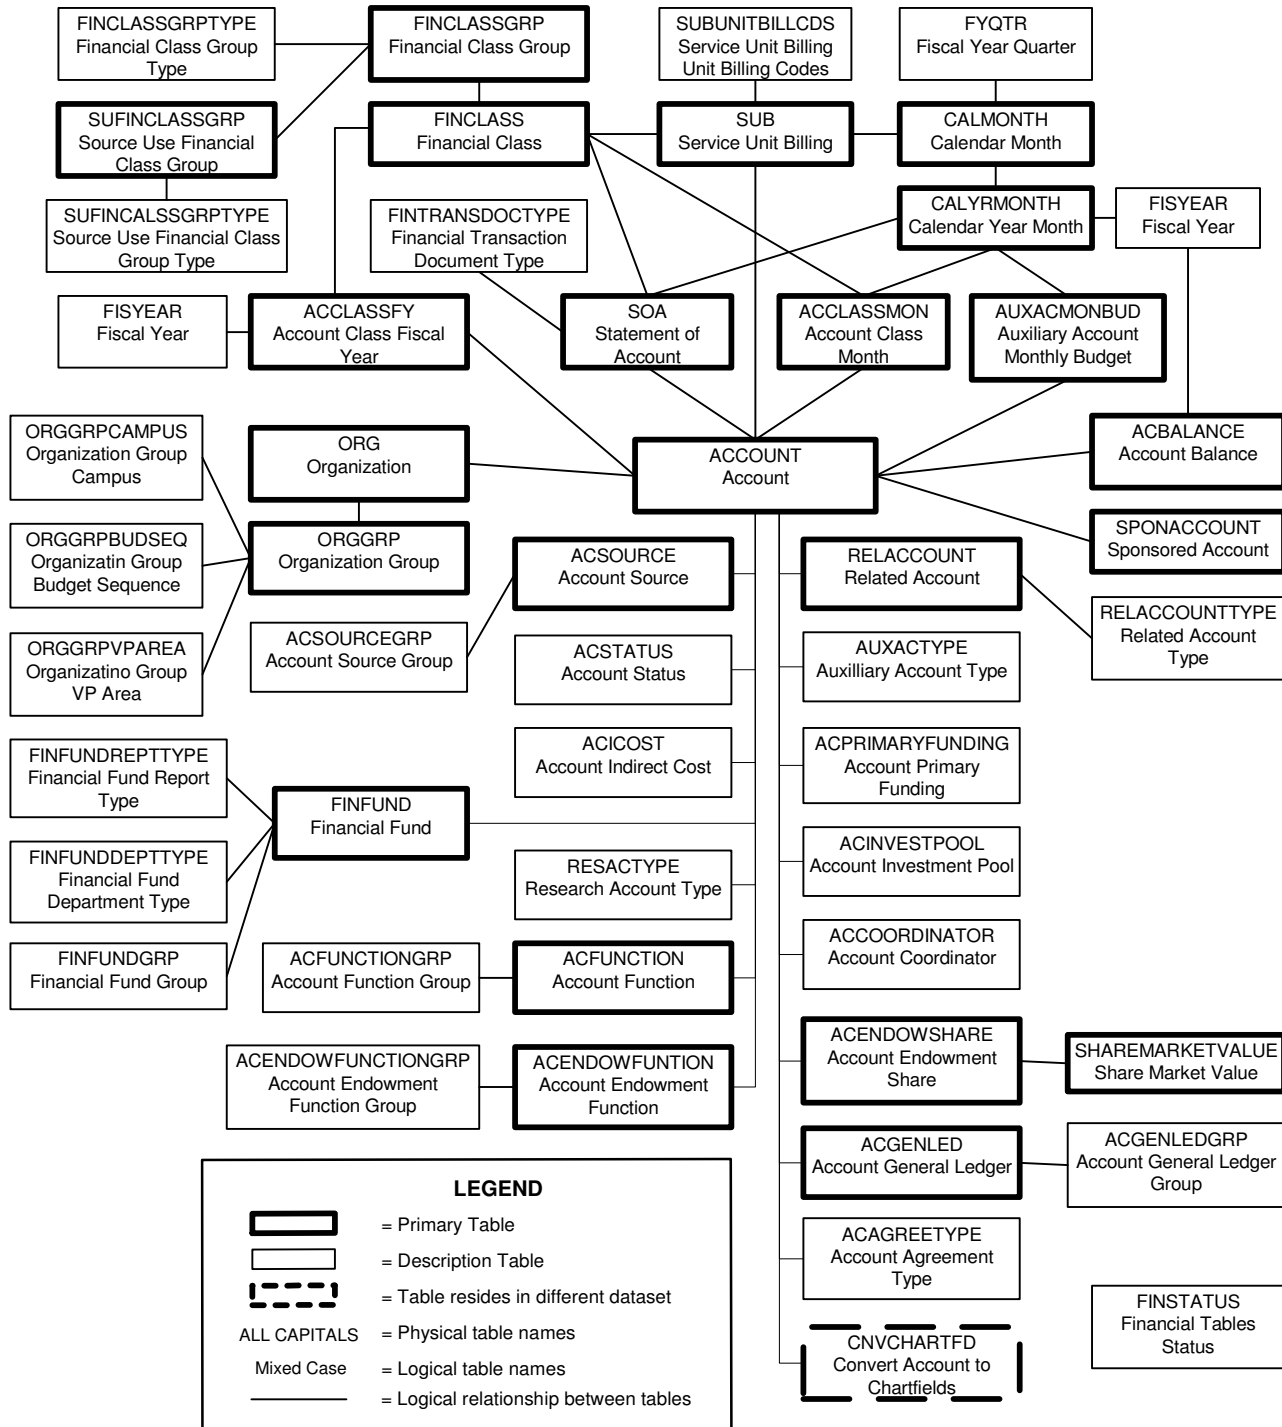 FINCLASSGRPTYPE
Financial Class Group
Type
FINCLASSGRP
Financial Class Group
SUBUNITBILLCDS
Service Unit Billing
Unit Billing Codes
FYQTR
Fiscal Year Quarter
SUFINCLASSGRP
Source Use Financial
Class Group
FINCLASS
Financial Class
SUB
Service Unit Billing
CALMONTH
Calendar Month
SUFINCALSSGRPTYPE
Source Use Financial Class
Group Type
FINTRANSDOCTYPE
Financial Transaction
Document Type
CALYRMONTH
Calendar Year Month
FISYEAR
Fiscal Year
FISYEAR
Fiscal Year
ACCLASSFY
Account Class Fiscal
Year
SOA
Statement of
Account
ACCLASSMON
Account Class
Month
AUXACMONBUD
Auxiliary Account
Monthly Budget
ORGGRPCAMPUS
Organization Group
Campus
ORG
Organization
ACCOUNT
Account
ACBALANCE
Account Balance
ORGGRPBUDSEQ
Organizatin Group
Budget Sequence
ORGGRP
Organization Group
ACSOURCE
Account Source
RELACCOUNT
Related Account
SPONACCOUNT
Sponsored Account
ORGGRPVPAREA
Organizatino Group
VP Area
ACSOURCEGRP
Account Source Group
ACSTATUS
Account Status
AUXACTYPE
Auxilliary Account Type
RELACCOUNTTYPE
Related Account
Type
FINFUNDREPTTYPE
Financial Fund Report
Type
FINFUND
Financial Fund
ACICOST
Account Indirect Cost
ACPRIMARYFUNDING
Account Primary
Funding
FINFUNDDEPTTYPE
Financial Fund
Department Type
RESACTYPE
Research Account Type
ACINVESTPOOL
Account Investment Pool
FINFUNDGRP
Financial Fund Group
ACFUNCTIONGRP
Account Function Group
ACFUNCTION
Account Function
ACCOORDINATOR
Account Coordinator
ACENDOWFUNCTIONGRP
Account Endowment
Function Group
ACENDOWFUNTION
Account Endowment
Function
ACENDOWSHARE
Account Endowment
Share
SHAREMARKETVALUE
Share Market Value
ACGENLED
Account General Ledger
ACGENLEDGRP
Account General Ledger
Group
ACAGREETYPE
Account Agreement
Type
FINSTATUS
Financial Tables
Status
CNVCHARTFD
Convert Account to
Chartfields
LEGEND
= Primary Table
= Description Table
= Table resides in different dataset
ALL CAPITALS = Physical table names
Mixed Case = Logical table names
= Logical relationship between tables